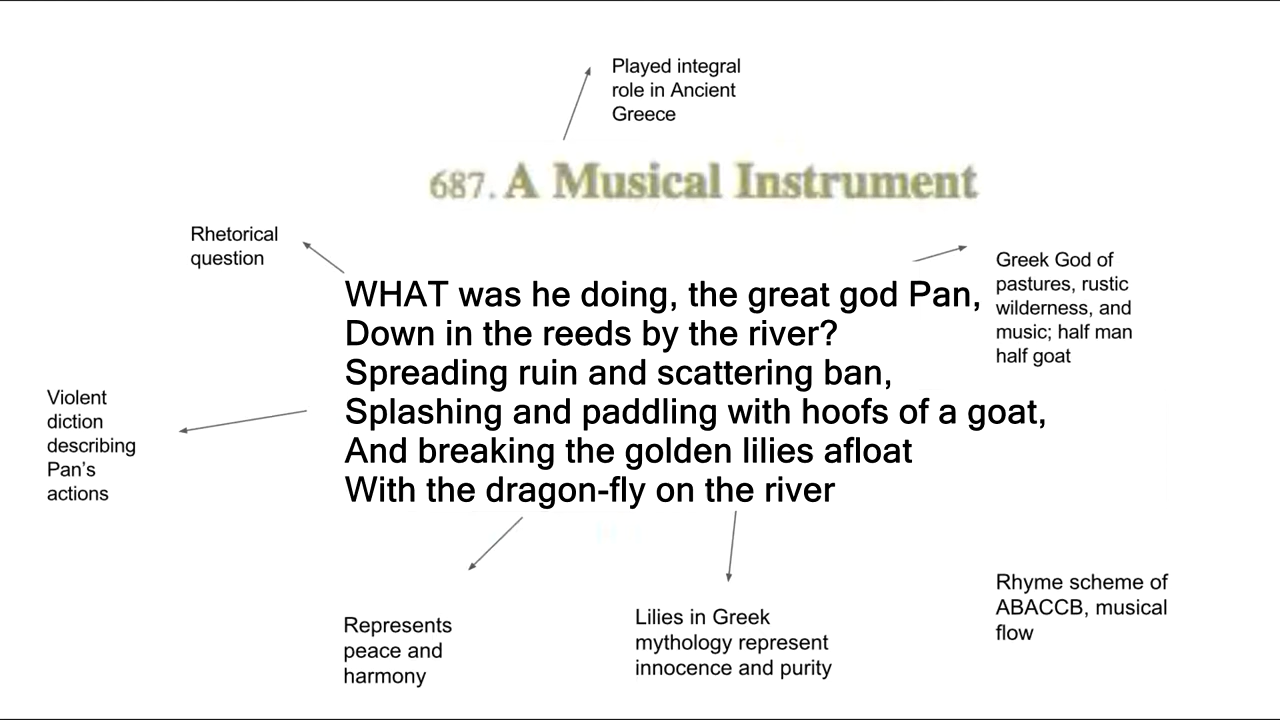 Played integral
role in Ancient
Greece
687. A Musical Instrument
Rhetorical
question
WHAT was he doing, the great god Pan,
Down in the reeds by the river?
Spreading ruin and scattering ban,
Splashing and paddling with hoofs of a goat,
And breaking the golden lilies afloat
With the dragon-fly on the river
Greek God of
pastures, rustic
wilderness, and
music; half man
half goat
Violent
diction
describing
Pan's
actions
Represents
peace and
harmony
Lilies in Greek
mythology represent
innocence and purity
Rhyme scheme of
ABACCB, musical
flow